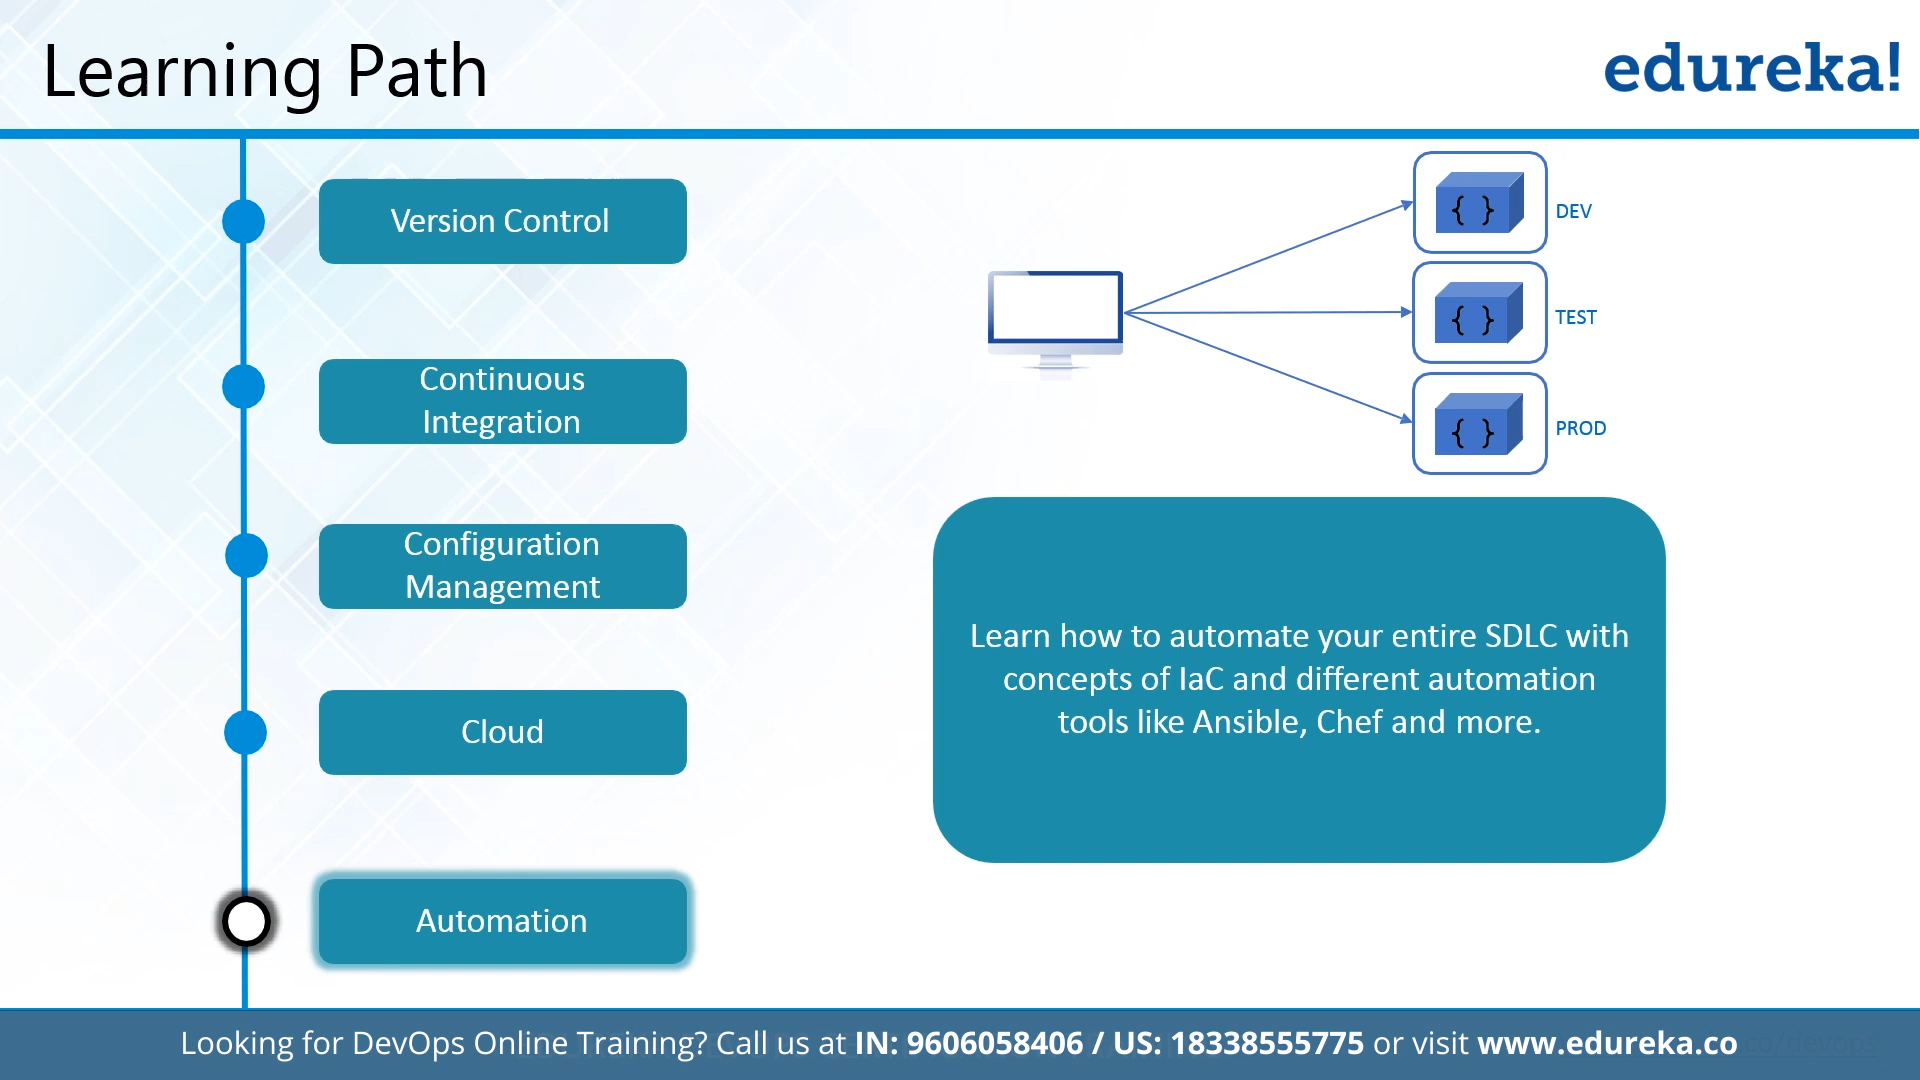 Learning Path
edureka!
Version Control
Continuous
Integration
Configuration
Management
Cloud
Automation
{ }
DEV
{ }
TEST
{ }
PROD
Learn how to automate your entire SDLC with
concepts of IaC and different automation
tools like Ansible, Chef and more.
Looking for DevOps Online Training? Call us at IN: 9606058406 / US: 18338555775 or visit www.edureka.co